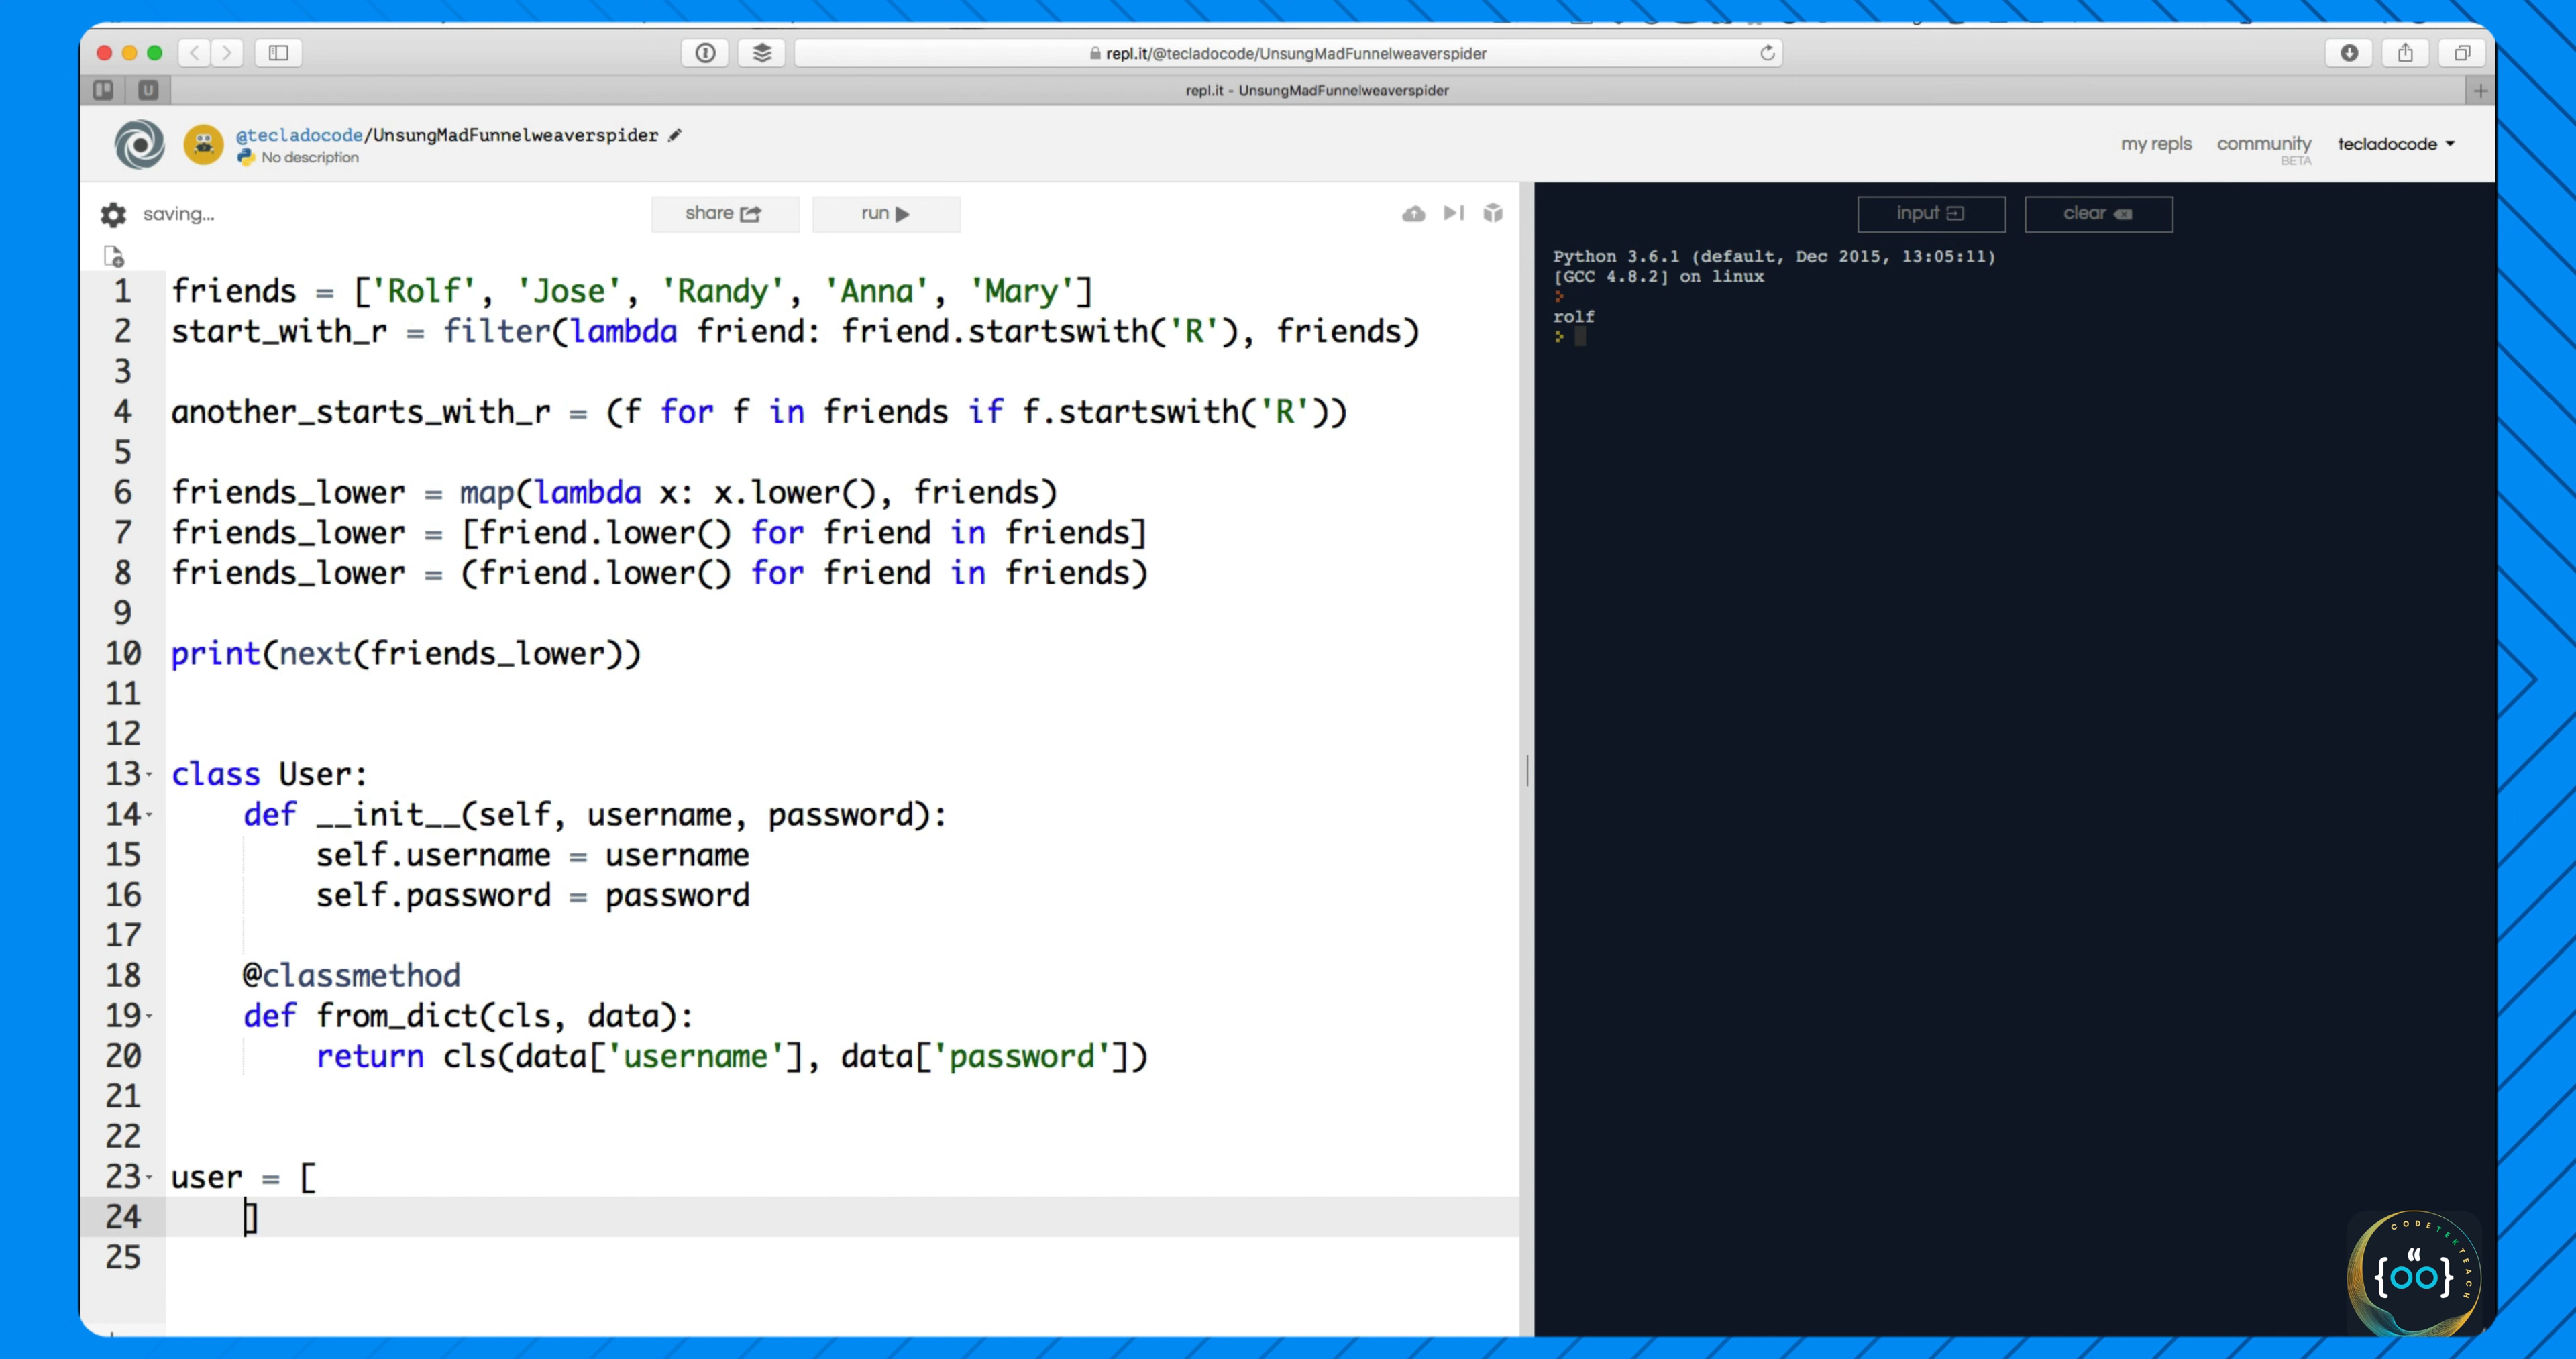 repl.it/@tecladocode/UnsungMadFunnelweaverspider
U
repl.it - UnsungMadFunnelweaverspider
+
@tecladocode/UnsungMadFunnelweaverspider
No description
my repls community BETA tecladocode
saving...
share
run
input
clear
1 friends = ['Rolf', 'Jose', 'Randy', 'Anna', 'Mary']
2 start_with_r = filter(lambda friend: friend.startswith('R'), friends)
3
4 another_starts_with_r = (f for f in friends if f.startswith('R'))
5
6 friends_lower = map(lambda x: x.lower(), friends)
7 friends_lower = [friend.lower() for friend in friends]
8 friends_lower = (friend.lower() for friend in friends)
9
10 print(next(friends_lower))
11
12
13 class User:
14 def __init__(self, username, password):
15 self.username = username
16 self.password = password
17
18 @classmethod
19 def from_dict(cls, data):
20 return cls(data['username'], data['password'])
21
22
23 user = [
24 ]
25
Python 3.6.1 (default, Dec 2015, 13:05:11)
[GCC 4.8.2] on linux
rolf
CODETEKTEACH